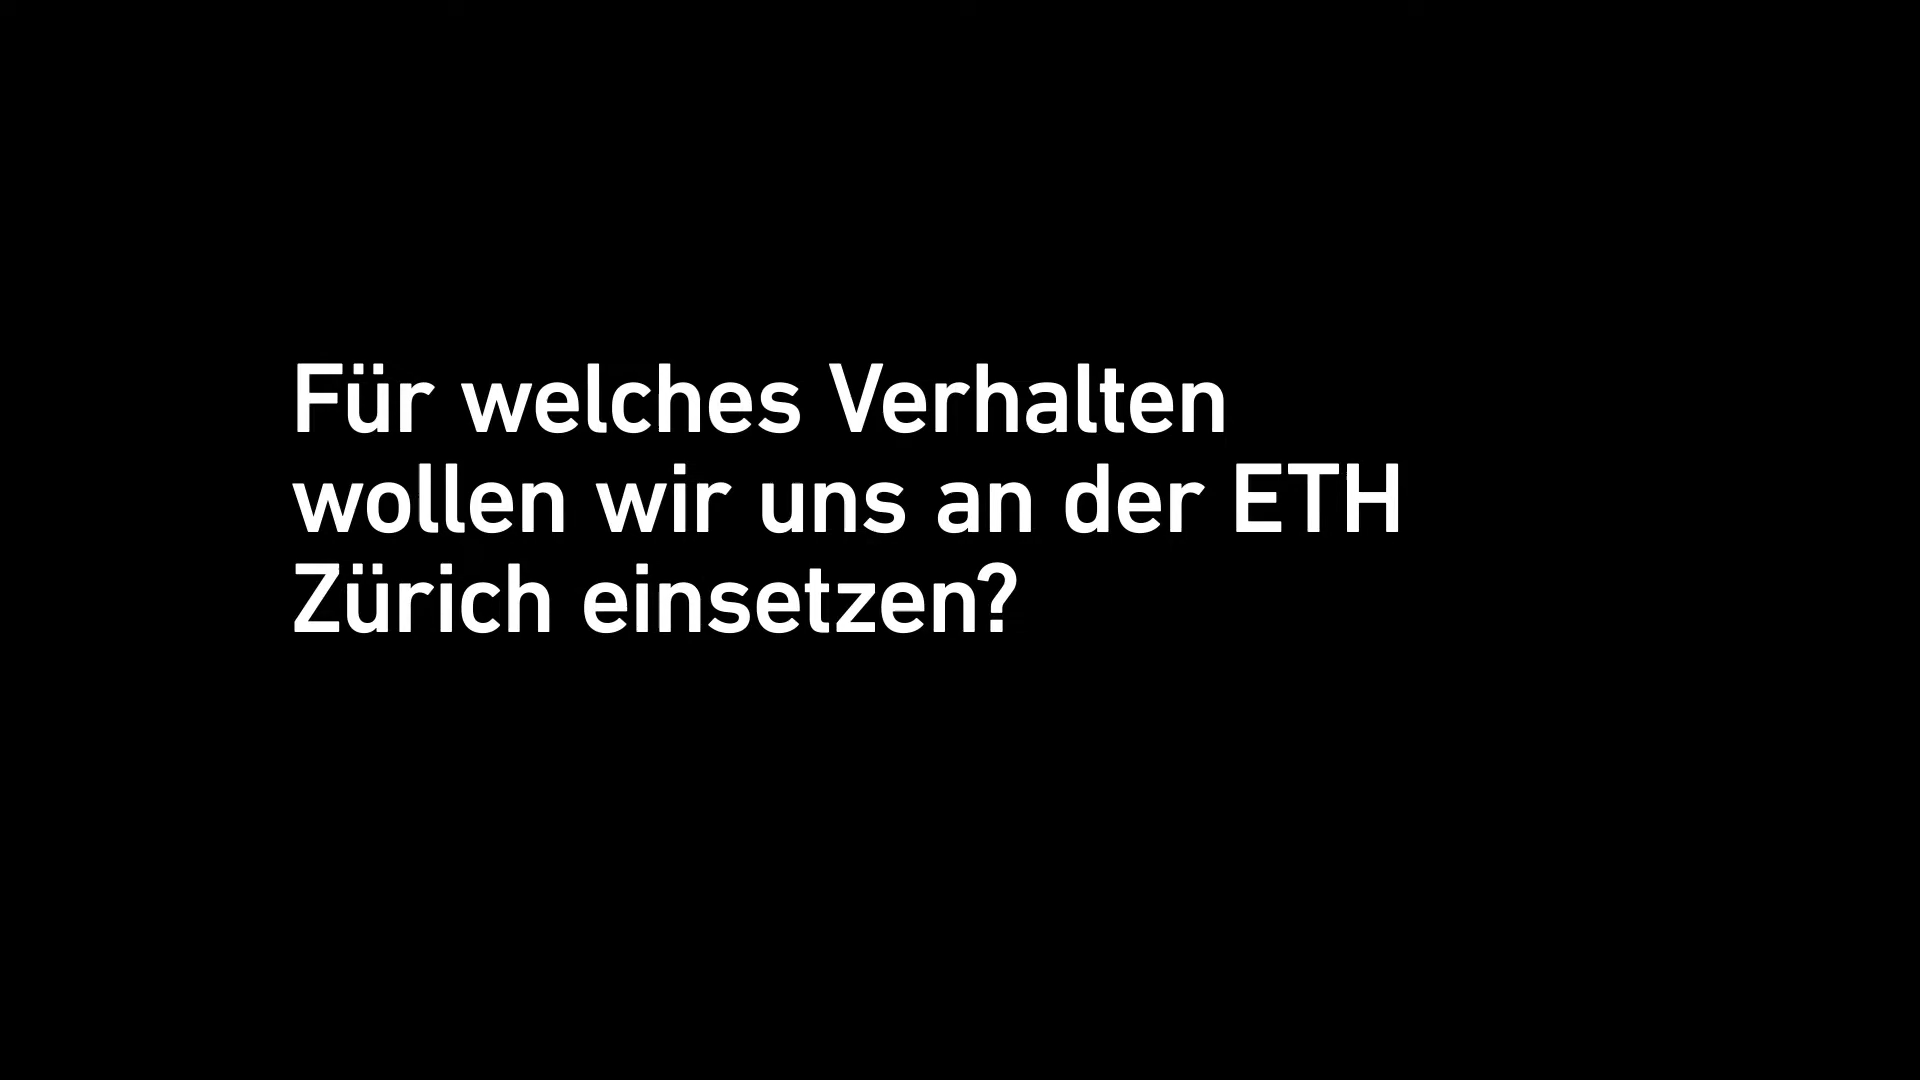 Für welches Verhalten
wollen wir uns an der ETH
Zürich einsetzen?